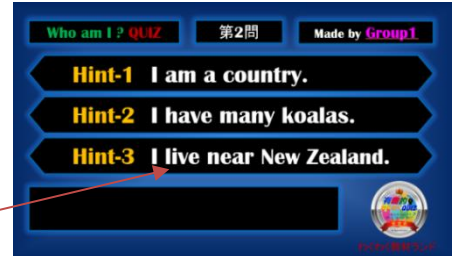 Who am I ? QUIZ 第2問 Made by Group1
Hint-1 I am a country.
Hint-2 I have many koalas.
Hint-3 I live near New Zealand.